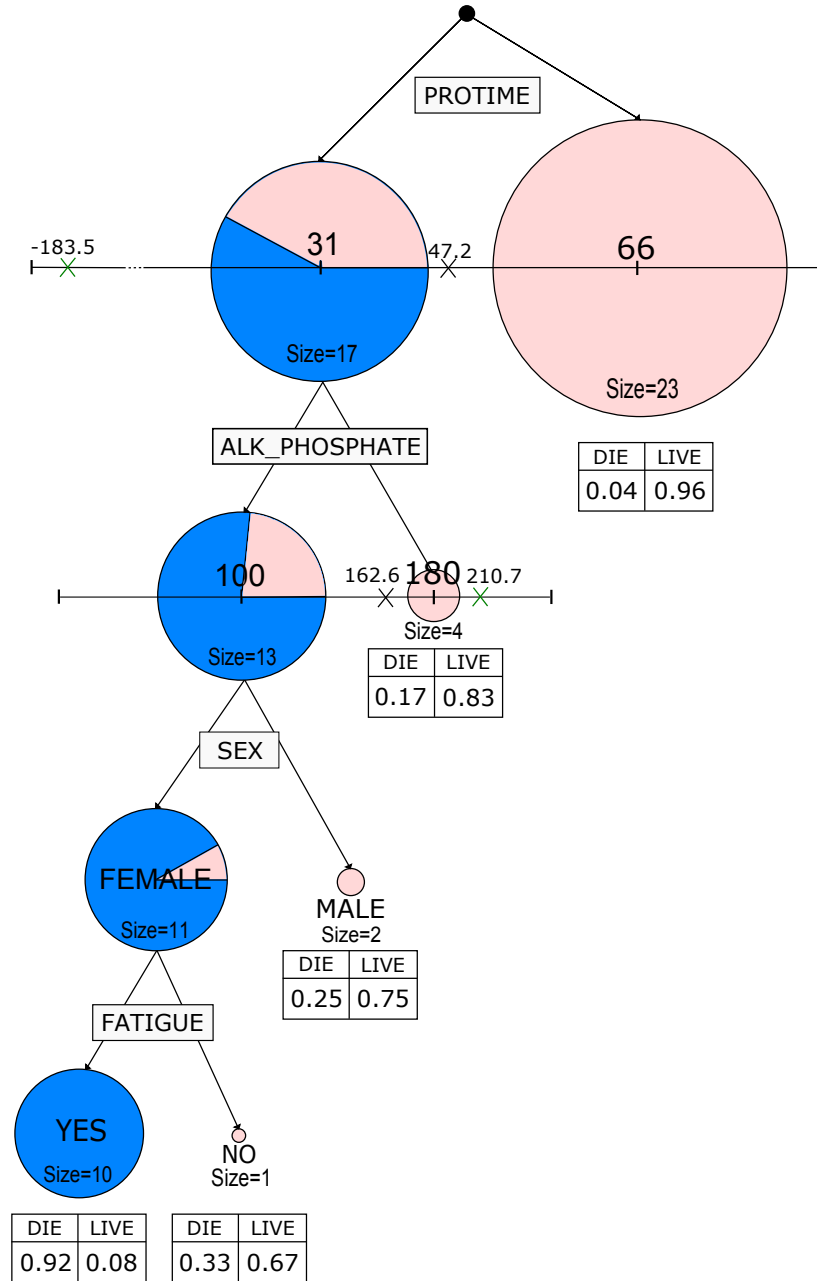 PROTIME
-183.5
31
47.2
66
Size=17
Size=23
ALK_PHOSPHATE
DIE LIVE
0.04 0.96
100
162.6
180
210.7
Size=13
Size=4
DIE LIVE
0.17 0.83
SEX
FEMALE
Size=11
MALE
Size=2
DIE LIVE
0.25 0.75
FATIGUE
YES
Size=10
NO
Size=1
DIE LIVE
0.92 0.08
DIE LIVE
0.33 0.67